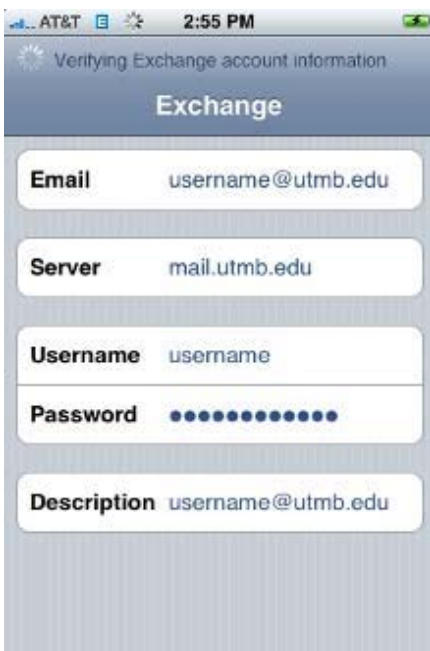 AT&T 2:55 PM
Verifying Exchange account information
Exchange
Email username@utmb.edu
Server mail.utmb.edu
Username username
Password ●●●●●●●●●●●●
Description username@utmb.edu